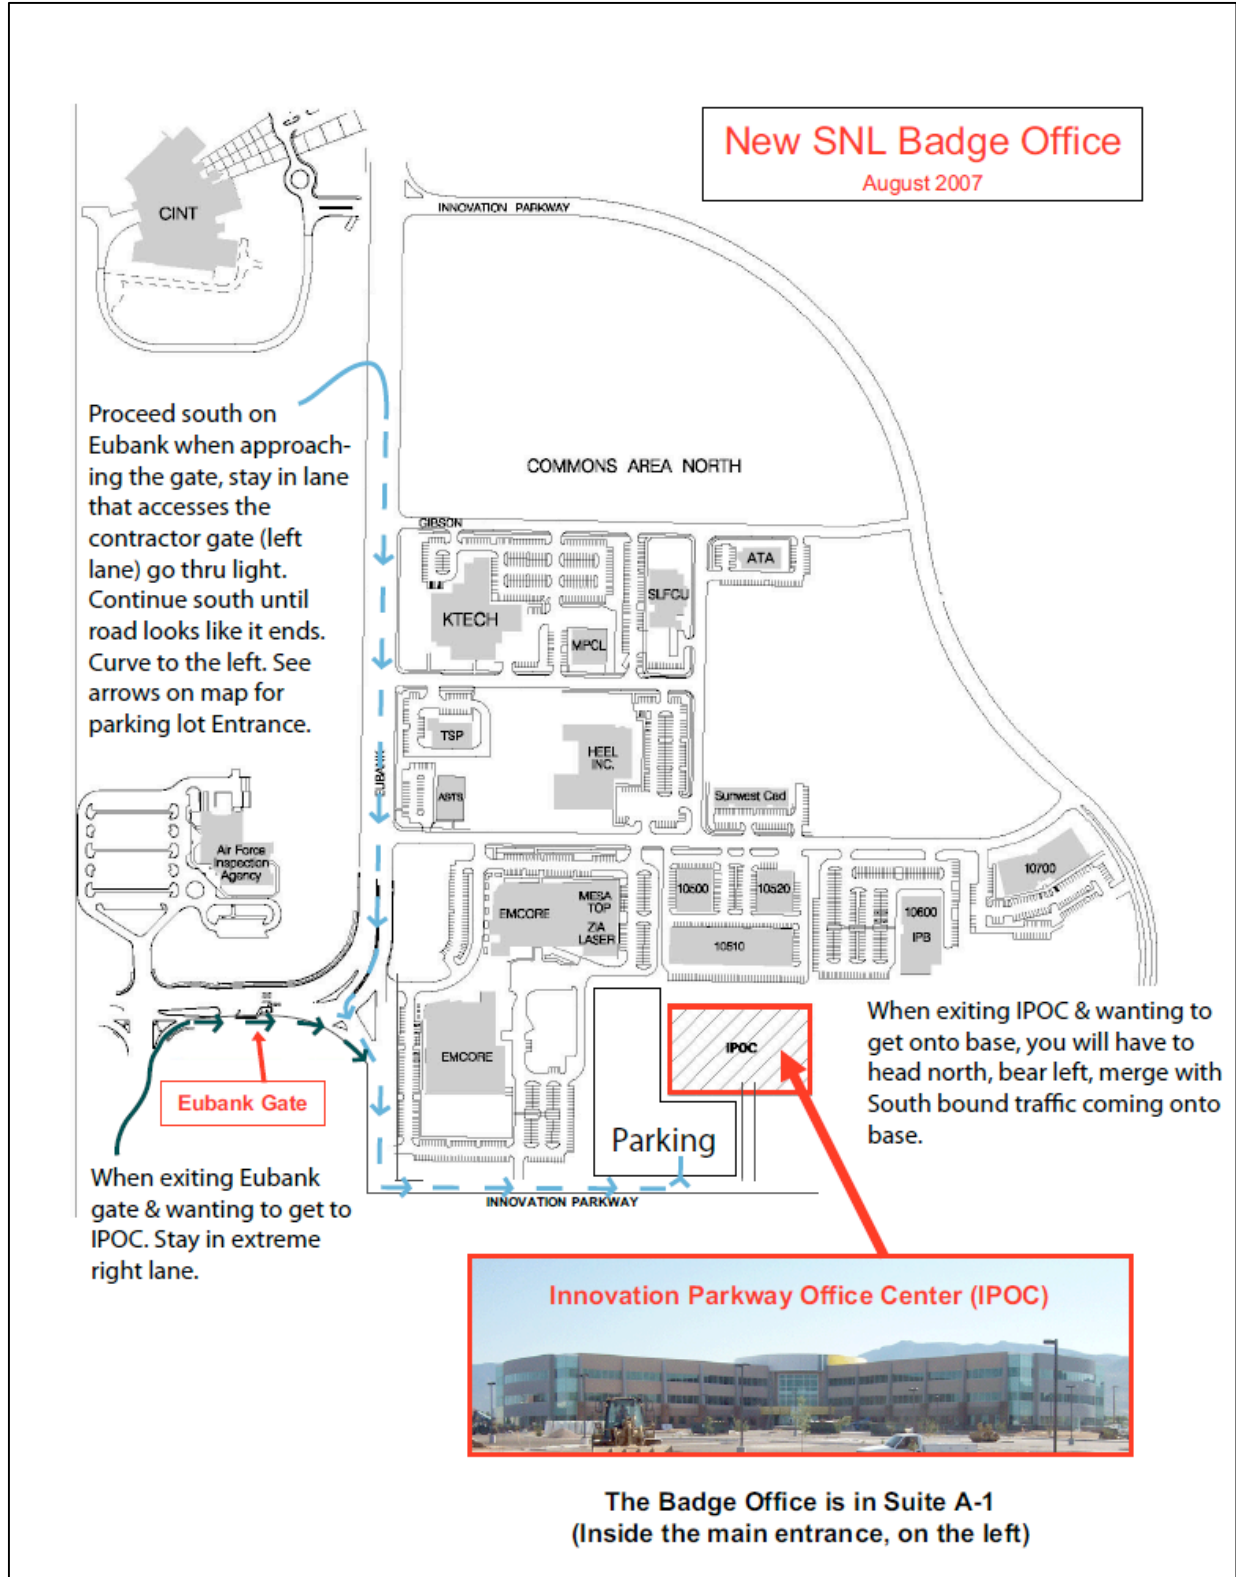 New SNL Badge Office
August 2007
CINT
INNOVATION PARKWAY
Proceed south on
Eubank when approach-
ing the gate, stay in lane
that accesses the
contractor gate (left
lane) go thru light.
Continue south until
road looks like it ends.
Curve to the left. See
arrows on map for
parking lot Entrance.
COMMONS AREA NORTH
GIBSON
KTECH
MPCL
SLFCU
ATA
TSP
HEEL
INC.
EUBANK
ASTS
Sunwest Cad
Air Force
Inspection
Agency
EMCORE
MESA
TOP
ZIA
LASER
10500
10520
10510
10600
IPB
10700
EMCORE
IPOC
When exiting IPOC & wanting to
get onto base, you will have to
head north, bear left, merge with
South bound traffic coming onto
base.
Eubank Gate
Parking
When exiting Eubank
gate & wanting to get to
IPOC. Stay in extreme
right lane.
INNOVATION PARKWAY
Innovation Parkway Office Center (IPOC)
The Badge Office is in Suite A-1
(Inside the main entrance, on the left)